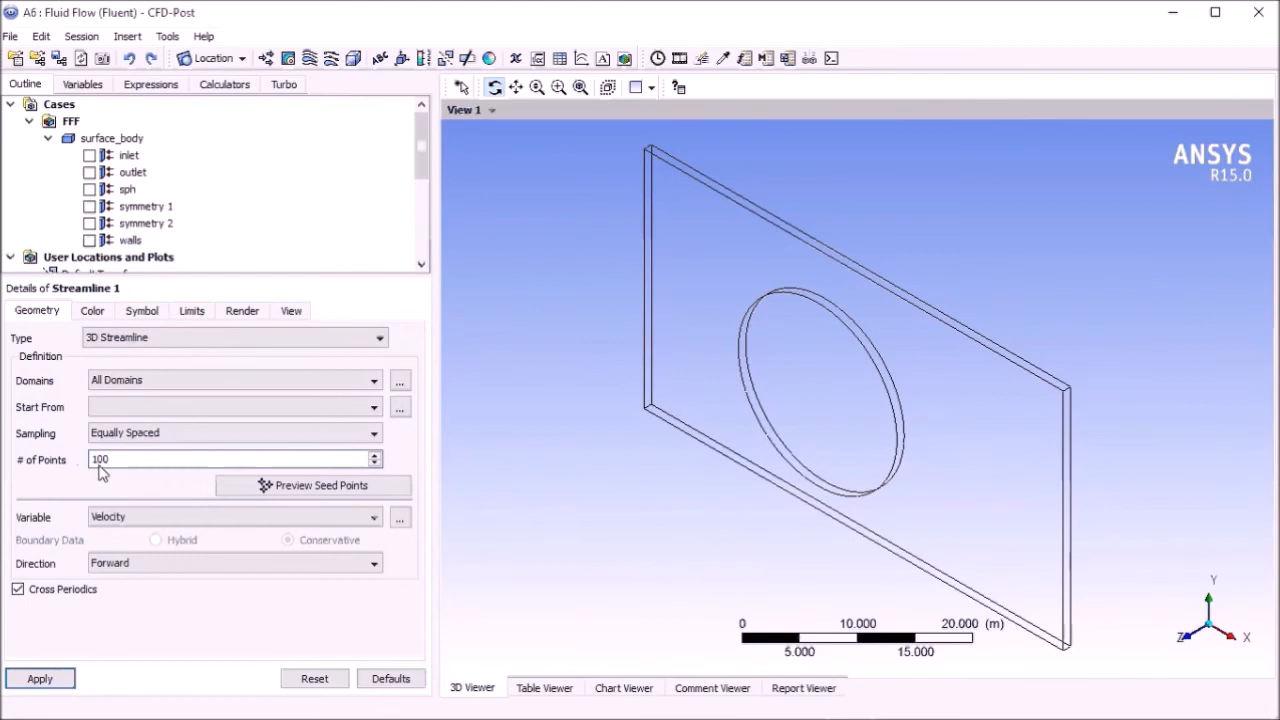 A6 : Fluid Flow (Fluent) - CFD-Post
File Edit Session Insert Tools Help
Location
Outline Variables Expressions Calculators Turbo
Cases
FFF
surface_body
inlet
outlet
sph
symmetry 1
symmetry 2
walls
User Locations and Plots
Details of Streamline 1
Geometry Color Symbol Limits Render View
Type 3D Streamline
Definition
Domains All Domains ...
Start From ...
Sampling Equally Spaced
# of Points 100
Preview Seed Points
Variable Velocity ...
Boundary Data Hybrid Conservative
Direction Forward
Cross Periodics
Apply Reset Defaults
View 1
ANSYS
R15.0
0 10.000 20.000 (m)
5.000 15.000
Y
Z X
3D Viewer Table Viewer Chart Viewer Comment Viewer Report Viewer